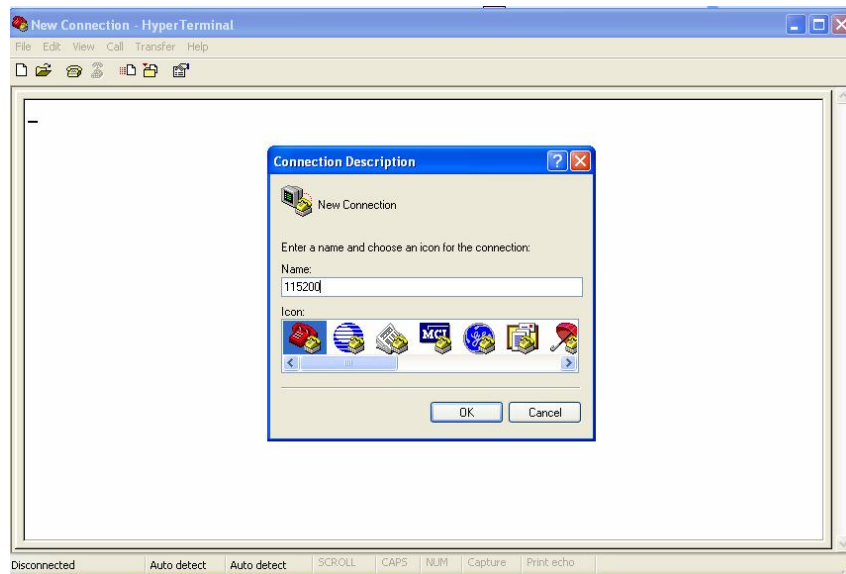 New Connection - HyperTerminal
File Edit View Call Transfer Help
Connection Description
New Connection
Enter a name and choose an icon for the connection:
Name:
115200
Icon:
MCI
OK Cancel
Disconnected Auto detect Auto detect SCROLL CAPS NUM Capture Print echo